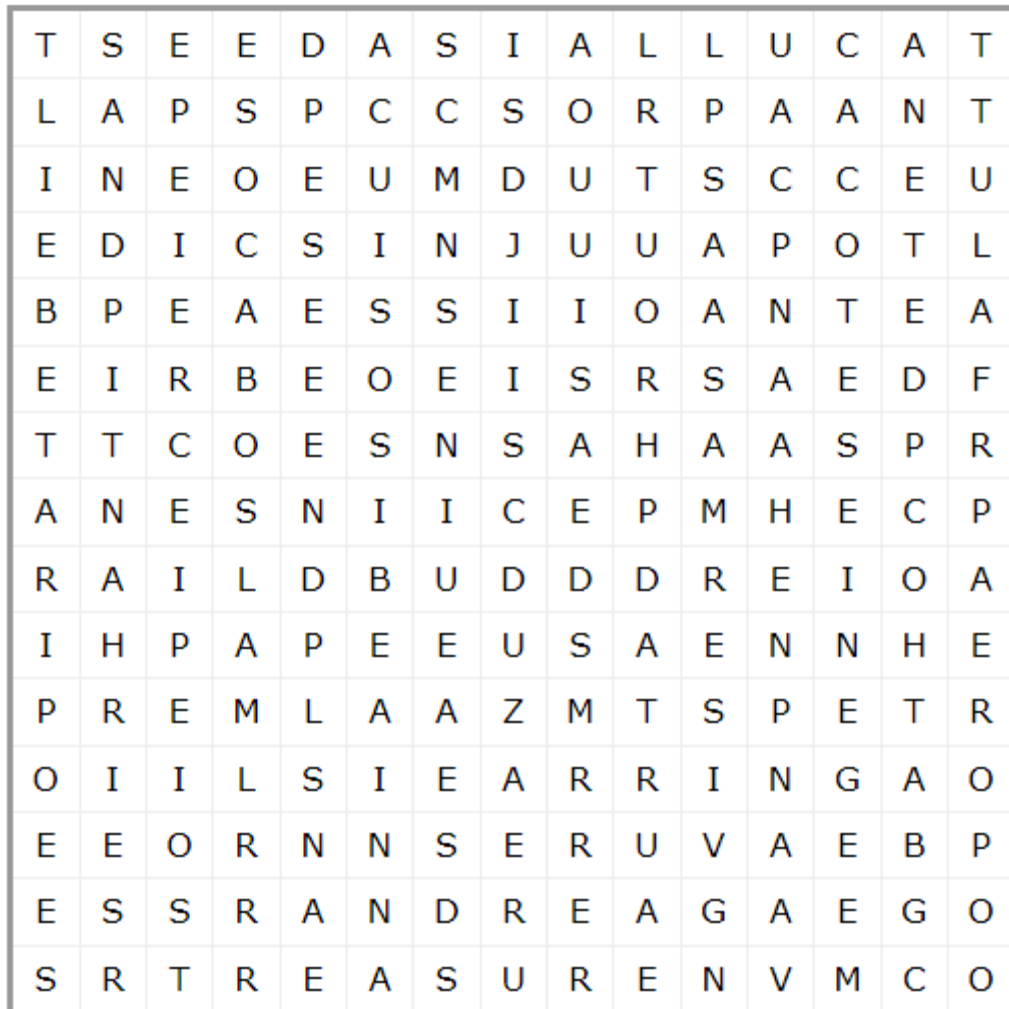 T S E E D A S I A L L U C A T
L A P S P C C S O R P A A N T
I N E O E U M D U T S C C E U
E D I C S I N J U U A P O T L
B P E A E S S I I O A N T E A
E I R B E O E I S R S A E D F
T T C O E S N S A H A A S P R
A N E S N I I C E P M H E C P
R A I L D B U D D D R E I O A
I H P A P E E U S A E N N H E
P R E M L A A Z M T S P E T R
O I I L S I E A R R I N G A O
E E O R N N S E R U V A E B P
E S S R A N D R E A G A E G O
S R T R E A S U R E N V M C O